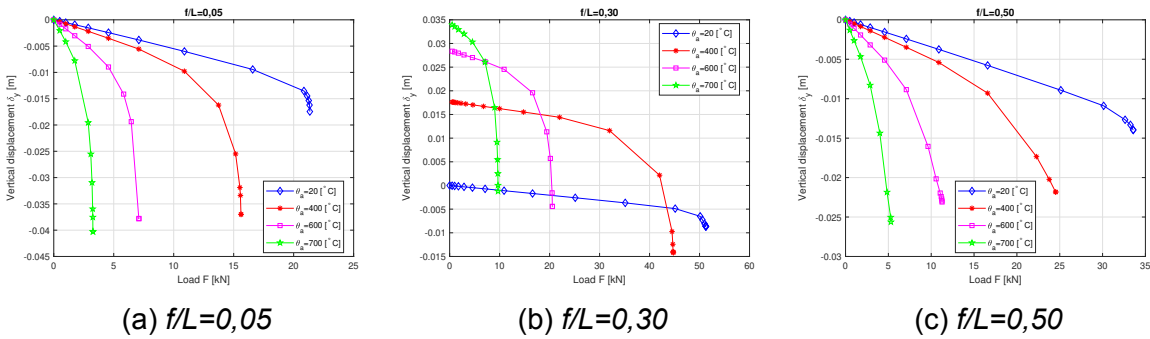 f/L=0,05
0
-0.005
-0.01
-0.015
-0.02
-0.025
-0.03
-0.035
-0.04
-0.045
Vertical displacement δy [m]
θa=20 [°C]
θa=400 [°C]
θa=600 [°C]
θa=700 [°C]
0 5 10 15 20 25
Load F [kN]
(a) f/L=0,05
f/L=0,30
0.035
0.03
0.025
0.02
0.015
0.01
0.005
0
-0.005
-0.01
-0.015
Vertical displacement δy [m]
θa=20 [°C]
θa=400 [°C]
θa=600 [°C]
θa=700 [°C]
0 10 20 30 40 50 60
Load F [kN]
(b) f/L=0,30
f/L=0,50
0
-0.005
-0.01
-0.015
-0.02
-0.025
-0.03
Vertical displacement δy [m]
θa=20 [°C]
θa=400 [°C]
θa=600 [°C]
θa=700 [°C]
0 5 10 15 20 25 30 35
Load F [kN]
(c) f/L=0,50